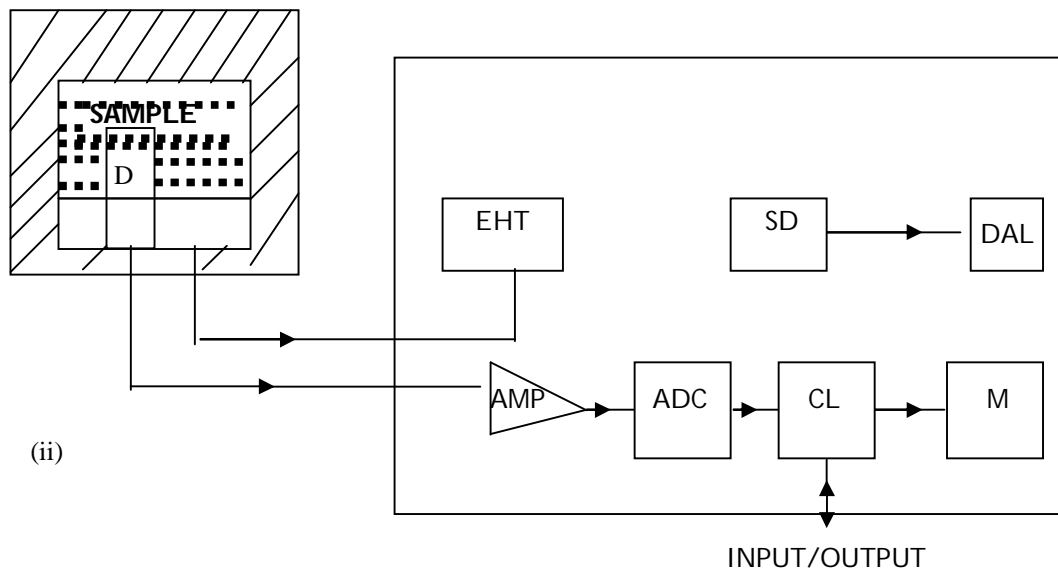 SAMPLE
D
EHT
SD
DAL
AMP
ADC
CL
M
(ii)
INPUT/OUTPUT